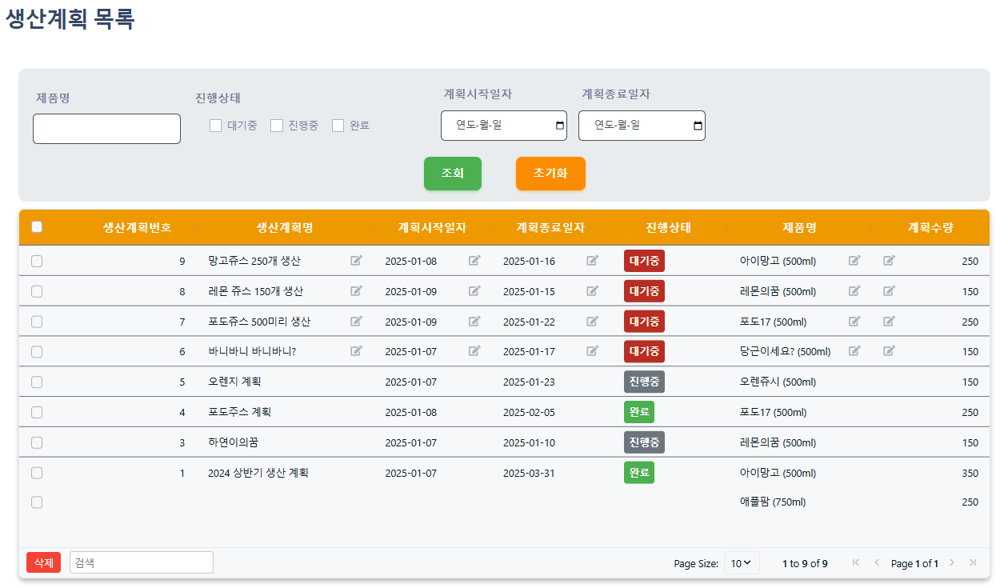 생산계획 목록
제품명 진행상태 계획시작일자 계획종료일자
대기중 진행중 완료 연도-월-일 연도-월-일
조회 초기화
생산계획번호 생산계획명 계획시작일자 계획종료일자 진행상태 제품명 계획수량
9 망고쥬스 250개 생산 2025-01-08 2025-01-16 대기중 아이망고 (500ml) 250
8 레몬 쥬스 150개 생산 2025-01-09 2025-01-15 대기중 레몬의꿈 (500ml) 150
7 포도쥬스 500미리 생산 2025-01-09 2025-01-22 대기중 포도17 (500ml) 250
6 바니바니 바니바니? 2025-01-07 2025-01-17 대기중 당근이세요? (500ml) 150
5 오렌지 계획 2025-01-07 2025-01-23 진행중 오렌쥬시 (500ml) 150
4 포도주스 계획 2025-01-08 2025-02-05 완료 포도17 (500ml) 250
3 하연이의꿈 2025-01-07 2025-01-10 진행중 레몬의꿈 (500ml) 150
1 2024 상반기 생산 계획 2025-01-07 2025-03-31 완료 아이망고 (500ml) 350
애플팜 (750ml) 250
삭제 검색 Page Size: 10 1 to 9 of 9 Page 1 of 1